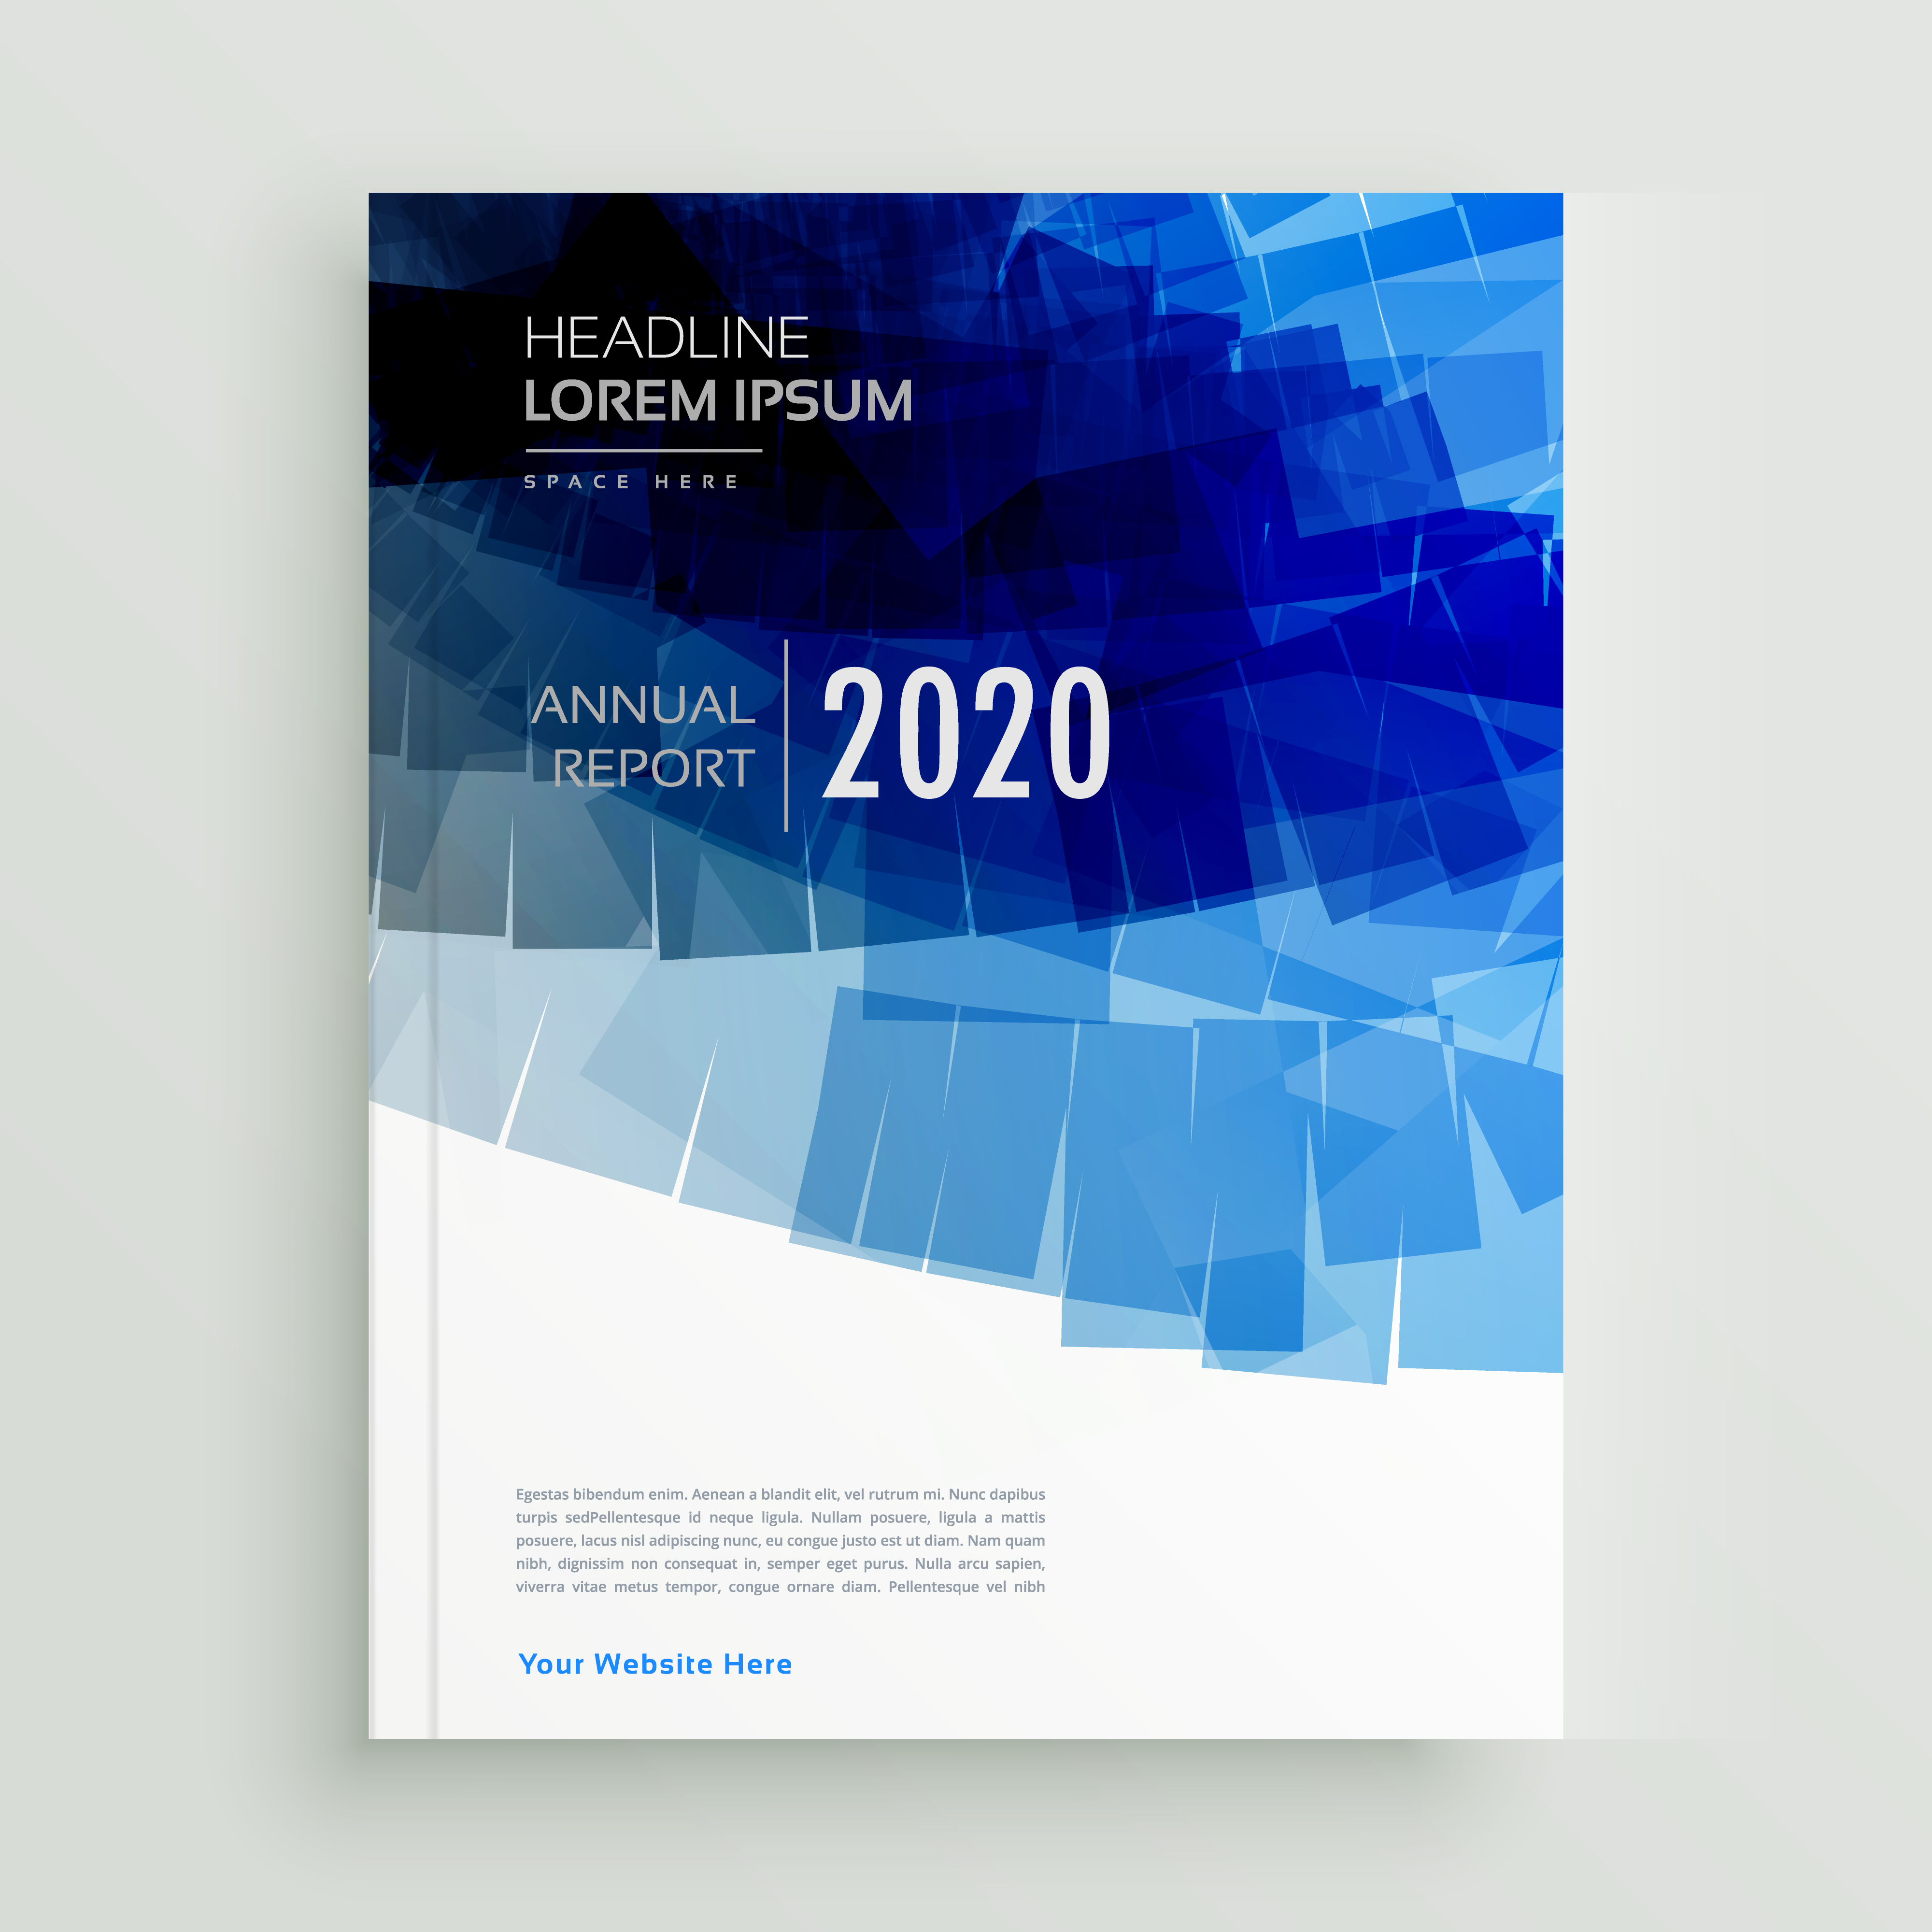 HEADLINE
LOREM IPSUM
SPACE HERE
ANNUAL
REPORT
2020
Egestas bibendum enim. Aenean a blandit elit, vel rutrum mi. Nunc dapibus
turpis sedPellentesque id neque ligula. Nullam posuere, ligula a mattis
posuere, lacus nisl adipiscing nunc, eu congue justo est ut diam. Nam quam
nibh, dignissim non consequat in, semper eget purus. Nulla arcu sapien,
viverra vitae metus tempor, congue ornare diam. Pellentesque vel nibh
Your Website Here